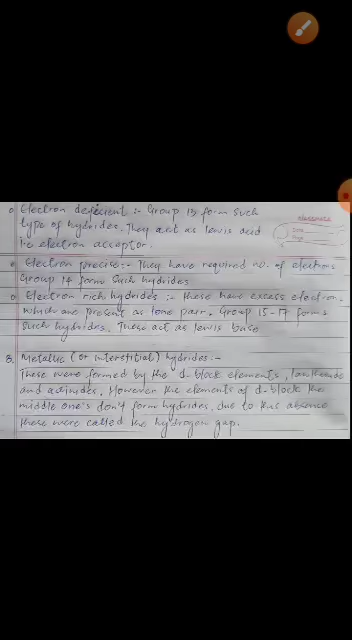 o Electron deficient :- Group 13 form such
type of hydrides. They act as lewis acid
i.e electron acceptor.
o Electron precise:- They have required no. of electrons
Group 14 form such hydrides
o Electron rich hydrides :- these have excess electron
which are present as lone pair. Group 15-17 forms
such hydrides. These act as lewis base
3. Metallic (or interstitial) hydrides:-
These were formed by the d-block elements, lanthanoids
and actinides, However the elements of d-block the
middle one's don't form hydrides, due to this absence
these were called the hydrogen gap.